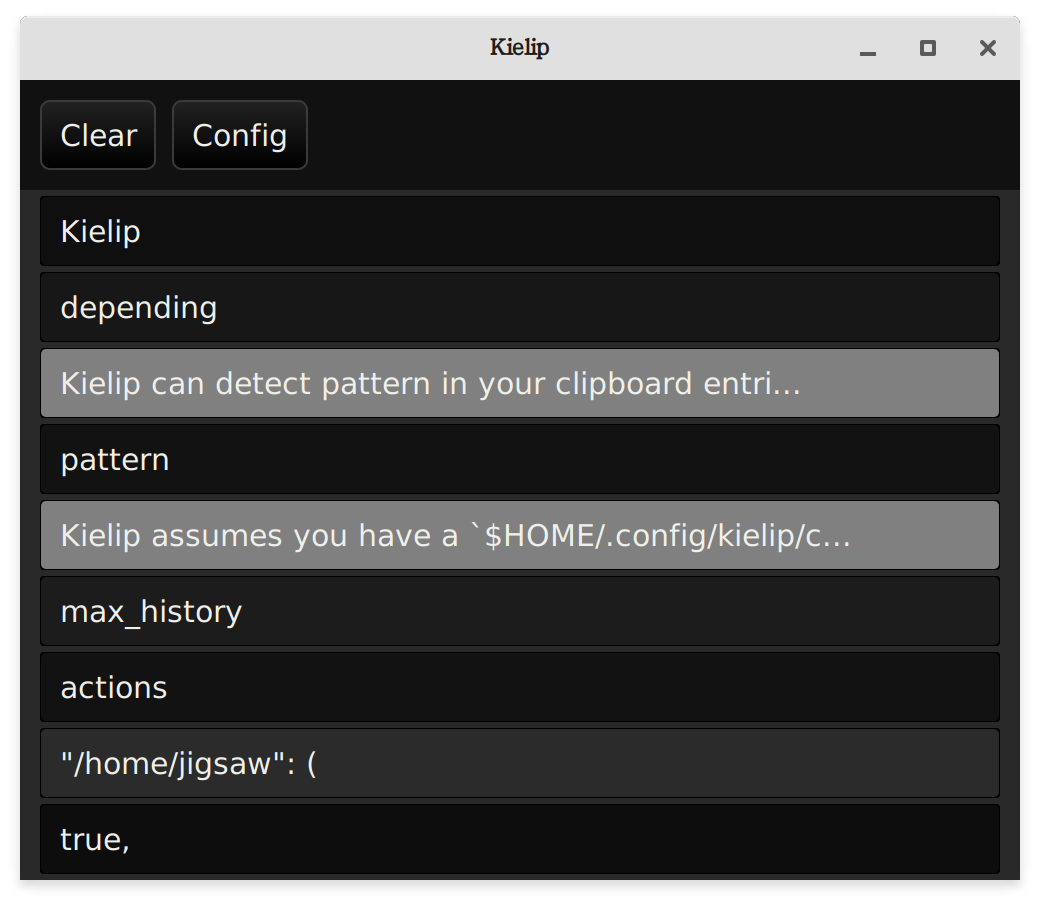 Kielip
Clear Config
Kielip
depending
Kielip can detect pattern in your clipboard entri...
pattern
Kielip assumes you have a `$HOME/.config/kielip/c...
max_history
actions
"/home/jigsaw": (
true,